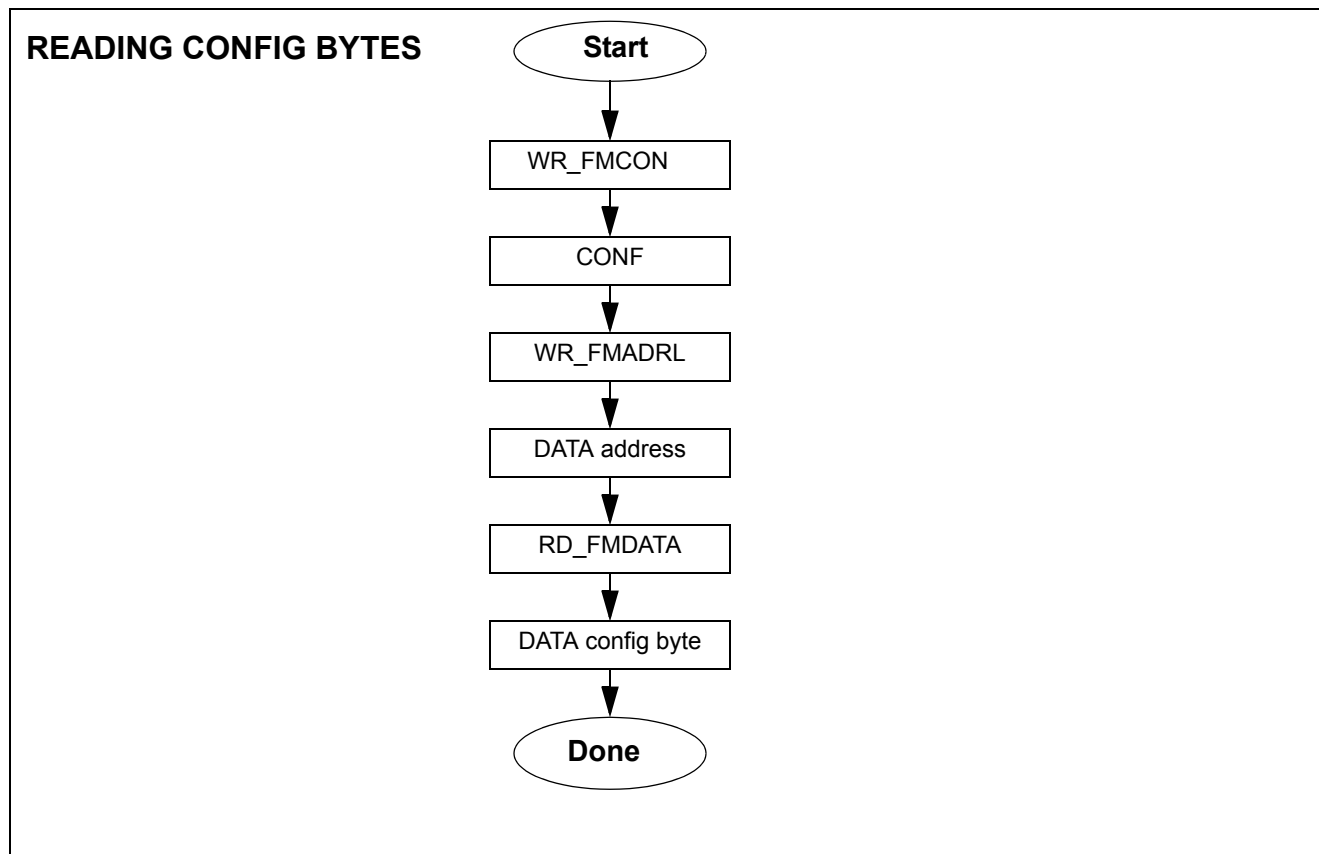 READING CONFIG BYTES
Start
WR_FMCON
CONF
WR_FMADRL
DATA address
RD_FMDATA
DATA config byte
Done